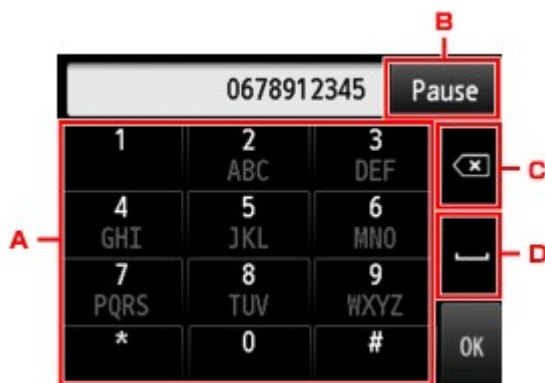 B
0678912345 Pause
1 2 3
ABC DEF
C
4 5 6
GHI JKL MNO
A
D
7 8 9
PQRS TUV WXYZ
* 0 # OK